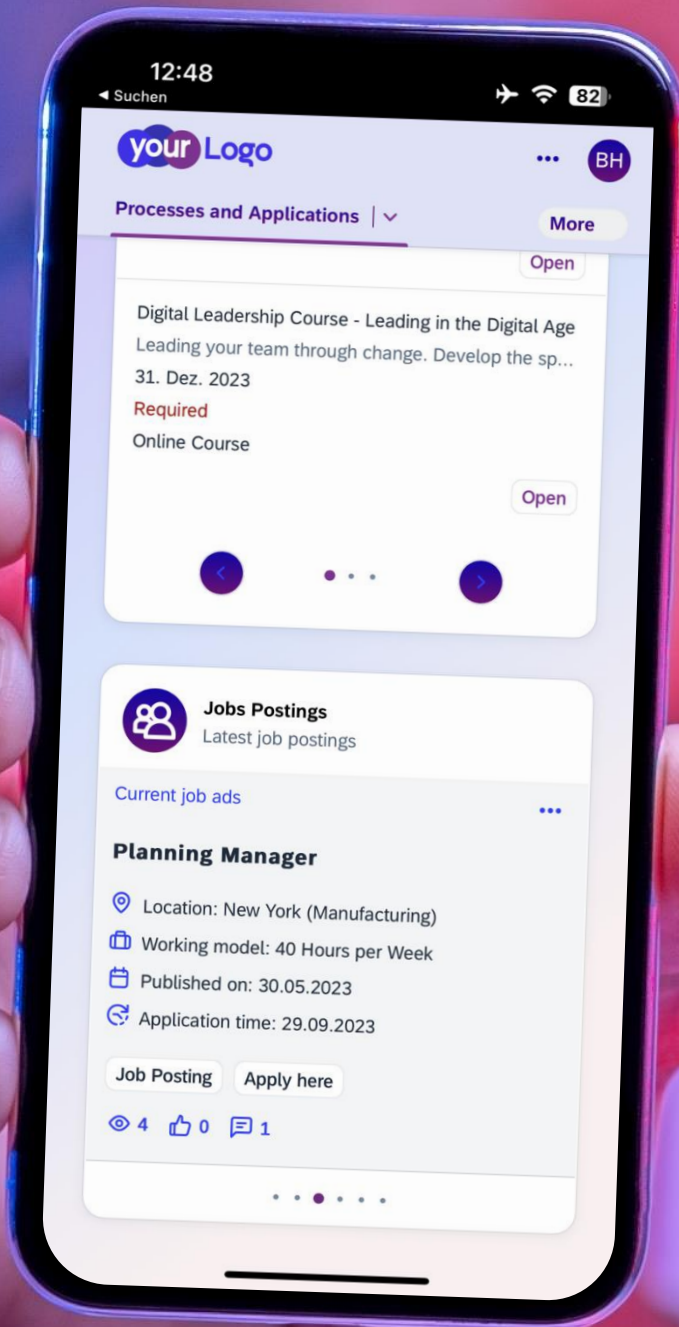 12:48
◄ Suchen
82
your Logo
BH
Processes and Applications
More
Open
Digital Leadership Course - Leading in the Digital Age
Leading your team through change. Develop the sp...
31. Dez. 2023
Required
Online Course
Open
Jobs Postings
Latest job postings
Current job ads
Planning Manager
Location: New York (Manufacturing)
Working model: 40 Hours per Week
Published on: 30.05.2023
Application time: 29.09.2023
Job Posting Apply here
4 0 1